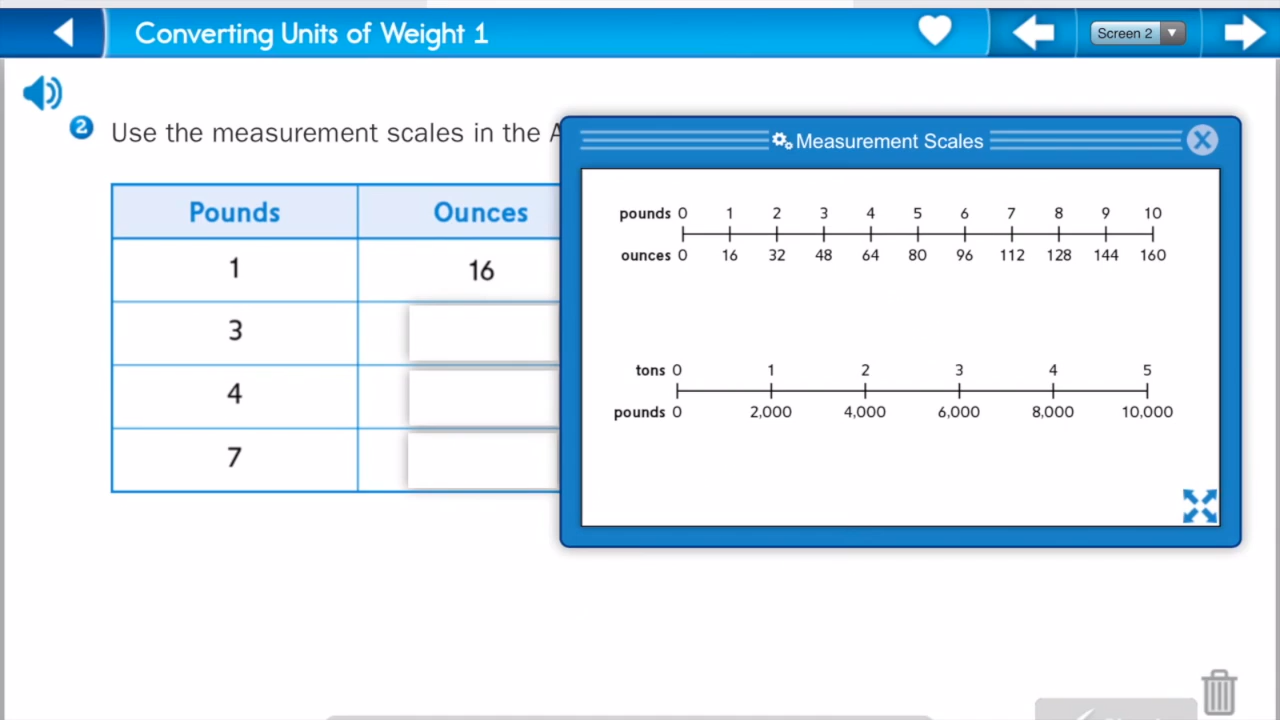 Converting Units of Weight 1
Screen 2
2 Use the measurement scales in the
Pounds Ounces
1 16
3
4
7
Measurement Scales
pounds 0 1 2 3 4 5 6 7 8 9 10
ounces 0 16 32 48 64 80 96 112 128 144 160
tons 0 1 2 3 4 5
pounds 0 2,000 4,000 6,000 8,000 10,000